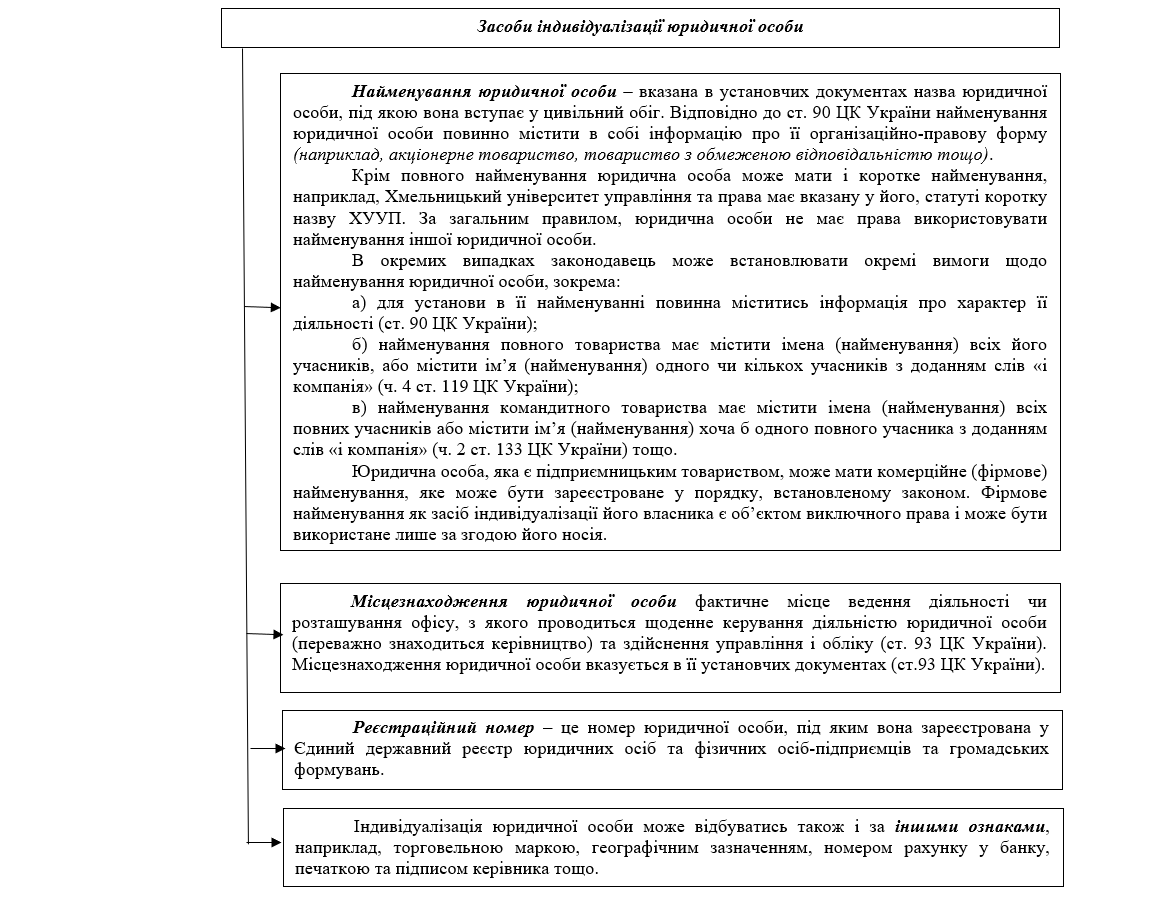 Засоби індивідуалізації юридичної особи
Найменування юридичної особи – вказана в установчих документах назва юридичної
особи, під якою вона вступає у цивільний обіг. Відповідно до ст. 90 ЦК України найменування
юридичної особи повинно містити в собі інформацію про її організаційно-правову форму
(наприклад, акціонерне товариство, товариство з обмеженою відповідальністю тощо).
Крім повного найменування юридична особа може мати і коротке найменування,
наприклад, Хмельницький університет управління та права має вказану у його, статуті коротку
назву ХУУП. За загальним правилом, юридична особи не має права використовувати
найменування іншої юридичної особи.
В окремих випадках законодавець може встановлювати окремі вимоги щодо
найменування юридичної особи, зокрема:
а) для установи в її найменуванні повинна міститись інформація про характер її
діяльності (ст. 90 ЦК України);
б) найменування повного товариства має містити імена (найменування) всіх його
учасників, або містити ім’я (найменування) одного чи кількох учасників з доданням слів «і
компанія» (ч. 4 ст. 119 ЦК України);
в) найменування командитного товариства має містити імена (найменування) всіх
повних учасників або містити ім’я (найменування) хоча б одного повного учасника з доданням
слів «і компанія» (ч. 2 ст. 133 ЦК України) тощо.
Юридична особа, яка є підприємницьким товариством, може мати комерційне (фірмове)
найменування, яке може бути зареєстроване у порядку, встановленому законом. Фірмове
найменування як засіб індивідуалізації його власника є об’єктом виключного права і може бути
використане лише за згодою його носія.
Місцезнаходження юридичної особи фактичне місце ведення діяльності чи
розташування офісу, з якого проводиться щоденне керування діяльністю юридичної особи
(переважно знаходиться керівництво) та здійснення управління і обліку (ст. 93 ЦК України).
Місцезнаходження юридичної особи вказується в її установчих документах (ст.93 ЦК України).
Реєстраційний номер – це номер юридичної особи, під яким вона зареєстрована у
Єдиний державний реєстр юридичних осіб та фізичних осіб-підприємців та громадських
формувань.
Індивідуалізація юридичної особи може відбуватись також і за іншими ознаками,
наприклад, торговельною маркою, географічним зазначенням, номером рахунку у банку,
печаткою та підписом керівника тощо.